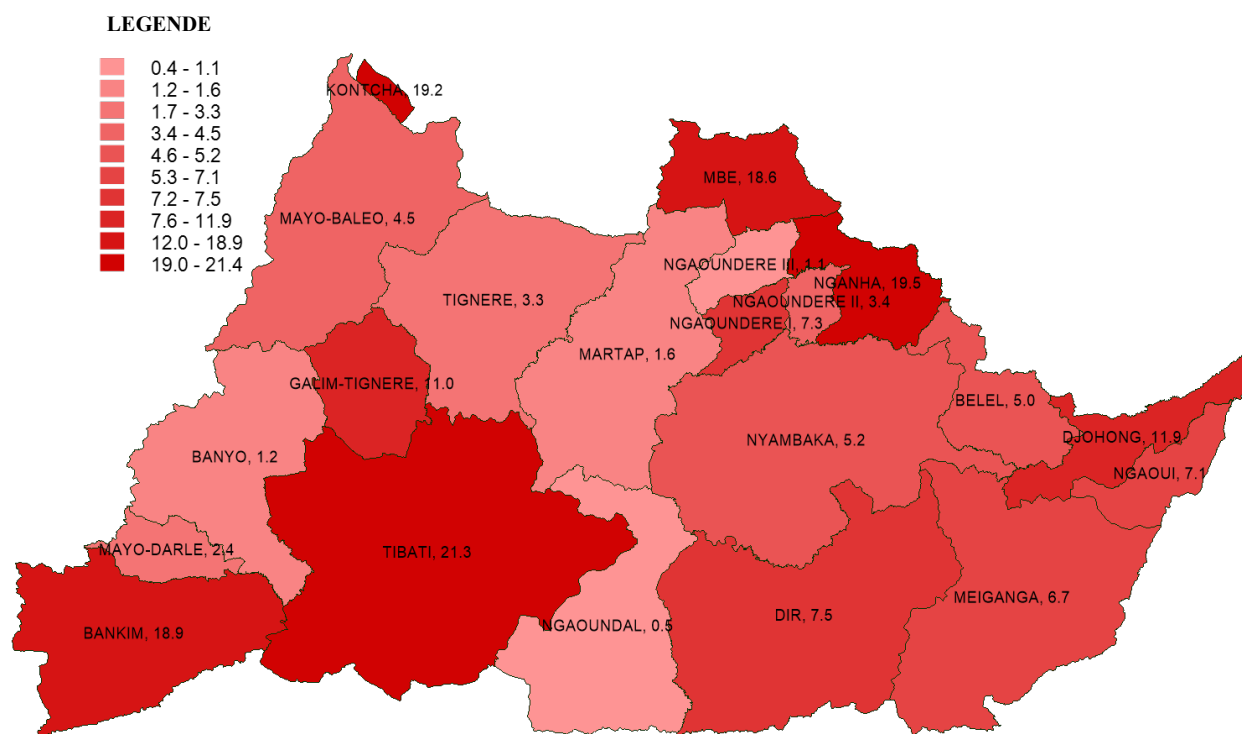 LEGENDE
0.4 - 1.1
1.2 - 1.6
1.7 - 3.3
3.4 - 4.5
4.6 - 5.2
5.3 - 7.1
7.2 - 7.5
7.6 - 11.9
12.0 - 18.9
19.0 - 21.4
KONTCHA, 19.2
MBE, 18.6
MAYO-BALEO, 4.5
NGAOUNDERE III, 1.1
NGANHA, 19.5
TIGNERE, 3.3
NGAOUNDERE II, 3.4
NGAOUNDERE I, 7.3
MARTAP, 1.6
GALIM-TIGNERE, 11.0
BELEL, 5.0
NYAMBAKA, 5.2
DJOHONG, 11.9
BANYO, 1.2
NGAOUI, 7.1
MAYO-DARLE, 2.4
TIBATI, 21.3
MEIGANGA, 6.7
DIR, 7.5
NGAOUNDAL, 0.5
BANKIM, 18.9